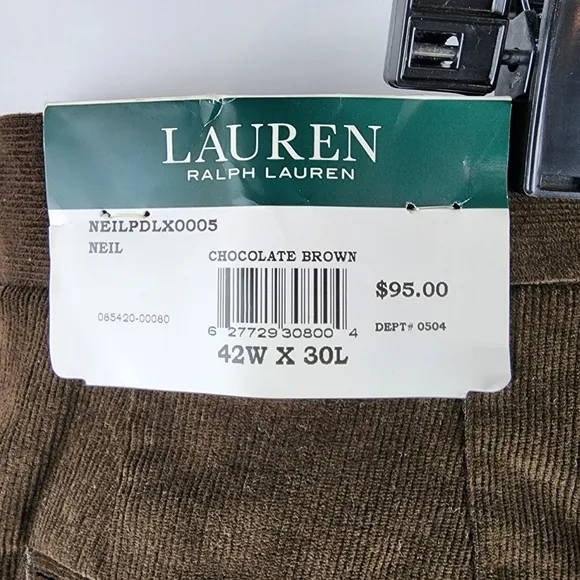 LAUREN
RALPH LAUREN
NEILPDLX0005
NEIL
CHOCOLATE BROWN
$95.00
085420-00080
6 27729 30800 4
DEPT# 0504
42W X 30L